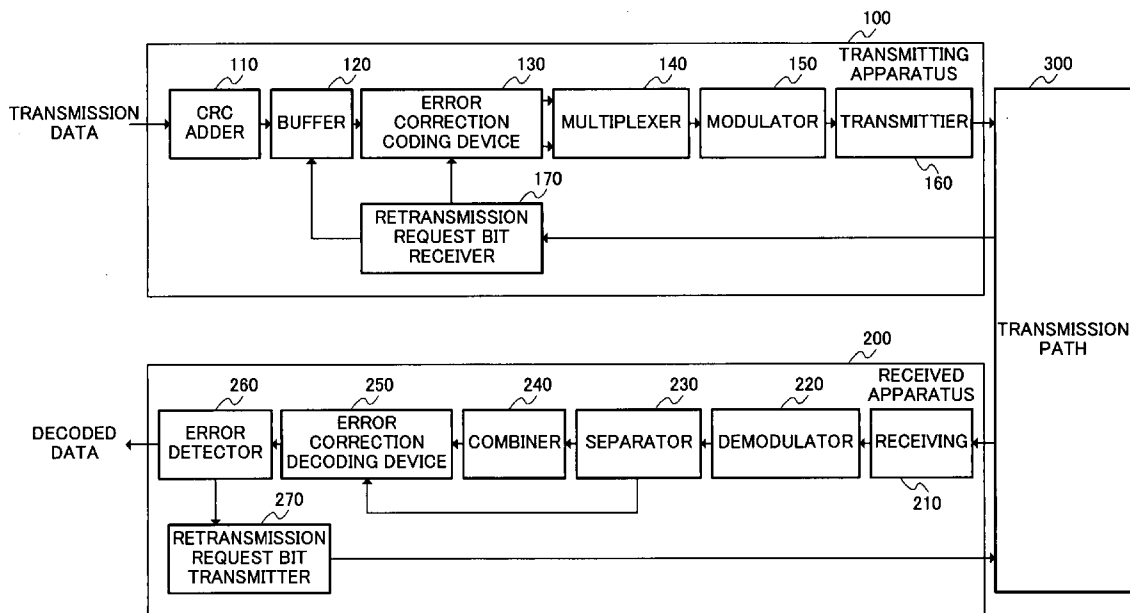 100
TRANSMITTING
APPARATUS
110
120
130
140
150
300
TRANSMISSION
DATA
CRC
ADDER
BUFFER
ERROR
CORRECTION
CODING DEVICE
MULTIPLEXER
MODULATOR
TRANSMITTIER
160
170
RETRANSMISSION
REQUEST BIT
RECEIVER
TRANSMISSION
PATH
200
RECEIVED
APPARATUS
260
250
240
230
220
DECODED
DATA
ERROR
DETECTOR
ERROR
CORRECTION
DECODING DEVICE
COMBINER
SEPARATOR
DEMODULATOR
RECEIVING
210
270
RETRANSMISSION
REQUEST BIT
TRANSMITTER